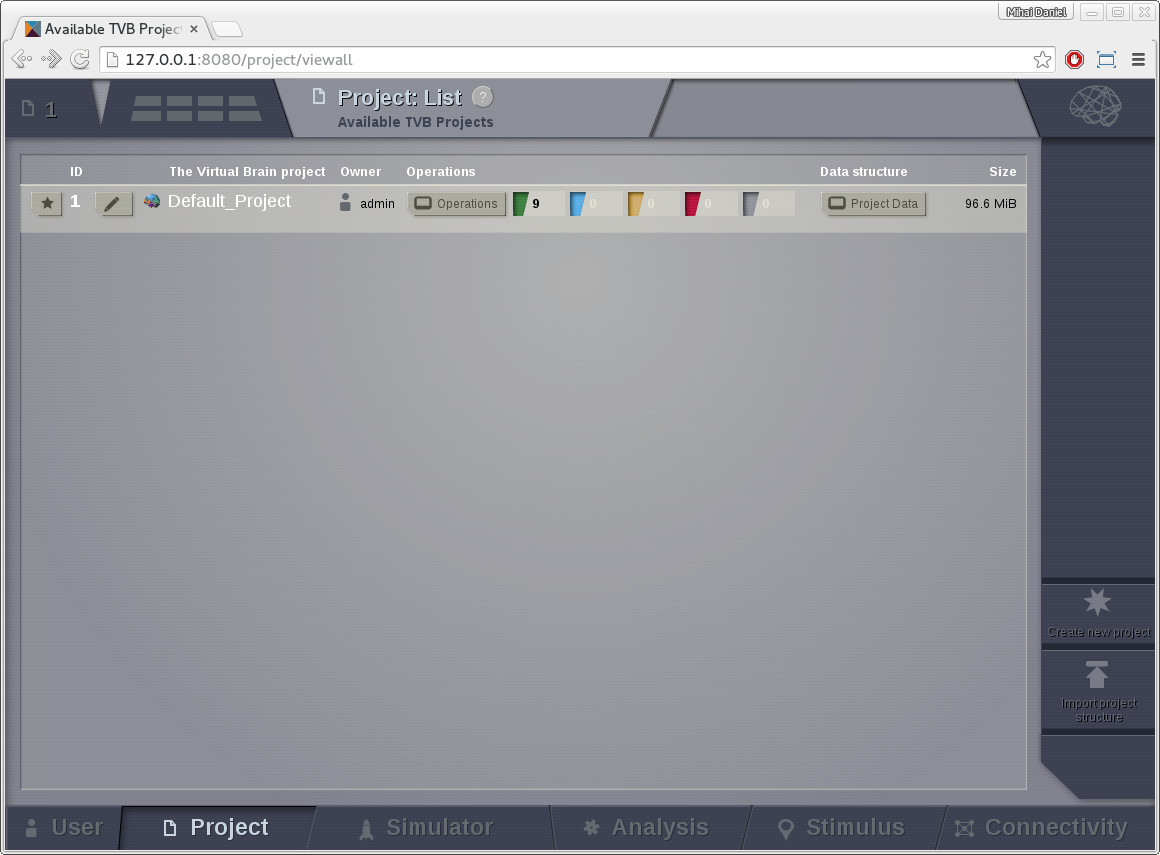 Mihai Daniel
Available TVB Projec
127.0.0.1:8080/project/viewall
1
Project: List ?
Available TVB Projects
ID The Virtual Brain project Owner Operations Data structure Size
1 Default_Project admin Operations 9 0 0 0 0 Project Data 96.6 MiB
Create new project
Import project
structure
User Project Simulator Analysis Stimulus Connectivity